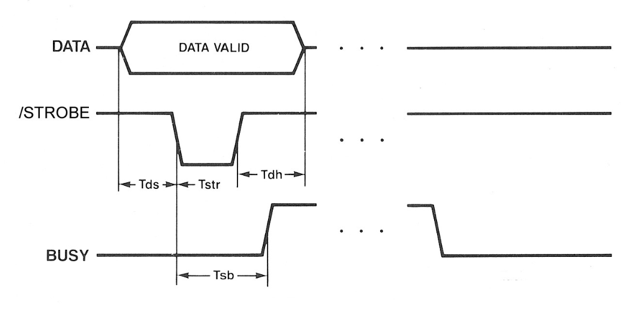 DATA
DATA VALID
. . .
/STROBE
. . .
Tds
Tstr
Tdh
. . .
BUSY
Tsb